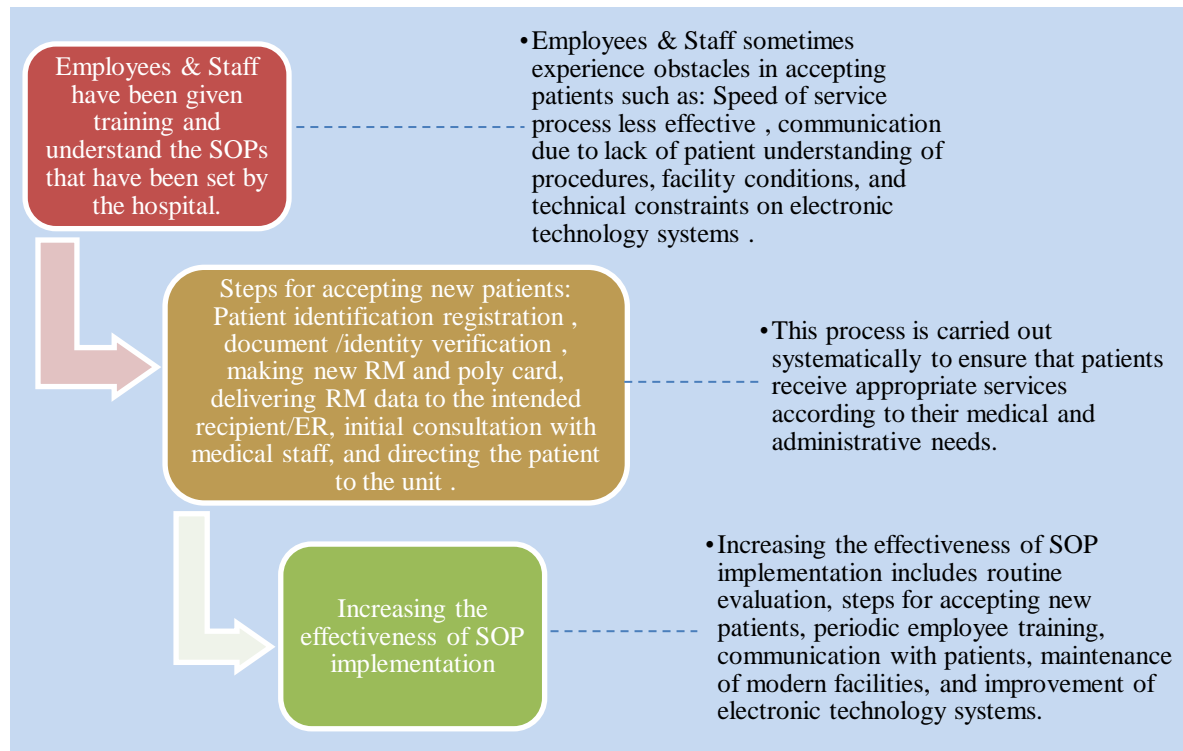 Employees & Staff
have been given
training and
understand the SOPs
that have been set by
the hospital.
•Employees & Staff sometimes
experience obstacles in accepting
patients such as: Speed of service
process less effective , communication
due to lack of patient understanding of
procedures, facility conditions, and
technical constraints on electronic
technology systems .
Steps for accepting new patients:
Patient identification registration ,
document /identity verification ,
making new RM and poly card,
delivering RM data to the intended
recipient/ER, initial consultation with
medical staff, and directing the patient
to the unit .
•This process is carried out
systematically to ensure that patients
receive appropriate services
according to their medical and
administrative needs.
Increasing the
effectiveness of SOP
implementation
•Increasing the effectiveness of SOP
implementation includes routine
evaluation, steps for accepting new
patients, periodic employee training,
communication with patients, maintenance
of modern facilities, and improvement of
electronic technology systems.